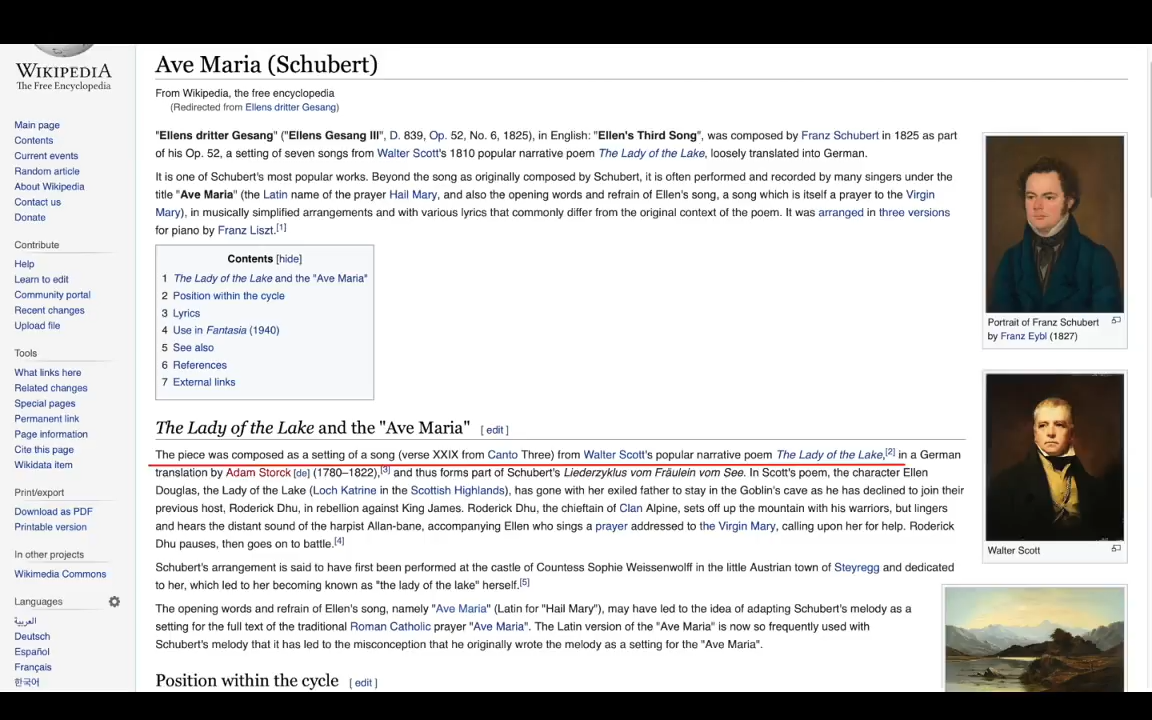 WIKIPEDIA
The Free Encyclopedia
Main page
Contents
Current events
Random article
About Wikipedia
Contact us
Donate
Contribute
Help
Learn to edit
Community portal
Recent changes
Upload file
Tools
What links here
Related changes
Special pages
Permanent link
Page information
Cite this page
Wikidata item
Print/export
Download as PDF
Printable version
In other projects
Wikimedia Commons
Languages
العربية
Deutsch
Español
Français
한국어
Ave Maria (Schubert)
From Wikipedia, the free encyclopedia
(Redirected from Ellens dritter Gesang)
"Ellens dritter Gesang" ("Ellens Gesang III", D. 839, Op. 52, No. 6, 1825), in English: "Ellen's Third Song", was composed by Franz Schubert in 1825 as part
of his Op. 52, a setting of seven songs from Walter Scott's 1810 popular narrative poem The Lady of the Lake, loosely translated into German.
It is one of Schubert's most popular works. Beyond the song as originally composed by Schubert, it is often performed and recorded by many singers under the
title "Ave Maria" (the Latin name of the prayer Hail Mary, and also the opening words and refrain of Ellen's song, a song which is itself a prayer to the Virgin
Mary), in musically simplified arrangements and with various lyrics that commonly differ from the original context of the poem. It was arranged in three versions
for piano by Franz Liszt.[1]
Contents [hide]
1 The Lady of the Lake and the "Ave Maria"
2 Position within the cycle
3 Lyrics
4 Use in Fantasia (1940)
5 See also
6 References
7 External links
The Lady of the Lake and the "Ave Maria" [ edit ]
The piece was composed as a setting of a song (verse XXIX from Canto Three) from Walter Scott's popular narrative poem The Lady of the Lake,[2] in a German
translation by Adam Storck [de] (1780–1822),[3] and thus forms part of Schubert's Liederzyklus vom Fräulein vom See. In Scott's poem, the character Ellen
Douglas, the Lady of the Lake (Loch Katrine in the Scottish Highlands), has gone with her exiled father to stay in the Goblin's cave as he has declined to join their
previous host, Roderick Dhu, in rebellion against King James. Roderick Dhu, the chieftain of Clan Alpine, sets off up the mountain with his warriors, but lingers
and hears the distant sound of the harpist Allan-bane, accompanying Ellen who sings a prayer addressed to the Virgin Mary, calling upon her for help. Roderick
Dhu pauses, then goes on to battle.[4]
Schubert's arrangement is said to have first been performed at the castle of Countess Sophie Weissenwolff in the little Austrian town of Steyregg and dedicated
to her, which led to her becoming known as "the lady of the lake" herself.[5]
The opening words and refrain of Ellen's song, namely "Ave Maria" (Latin for "Hail Mary"), may have led to the idea of adapting Schubert's melody as a
setting for the full text of the traditional Roman Catholic prayer "Ave Maria". The Latin version of the "Ave Maria" is now so frequently used with
Schubert's melody that it has led to the misconception that he originally wrote the melody as a setting for the "Ave Maria".
Position within the cycle [ edit ]
Portrait of Franz Schubert
by Franz Eybl (1827)
Walter Scott